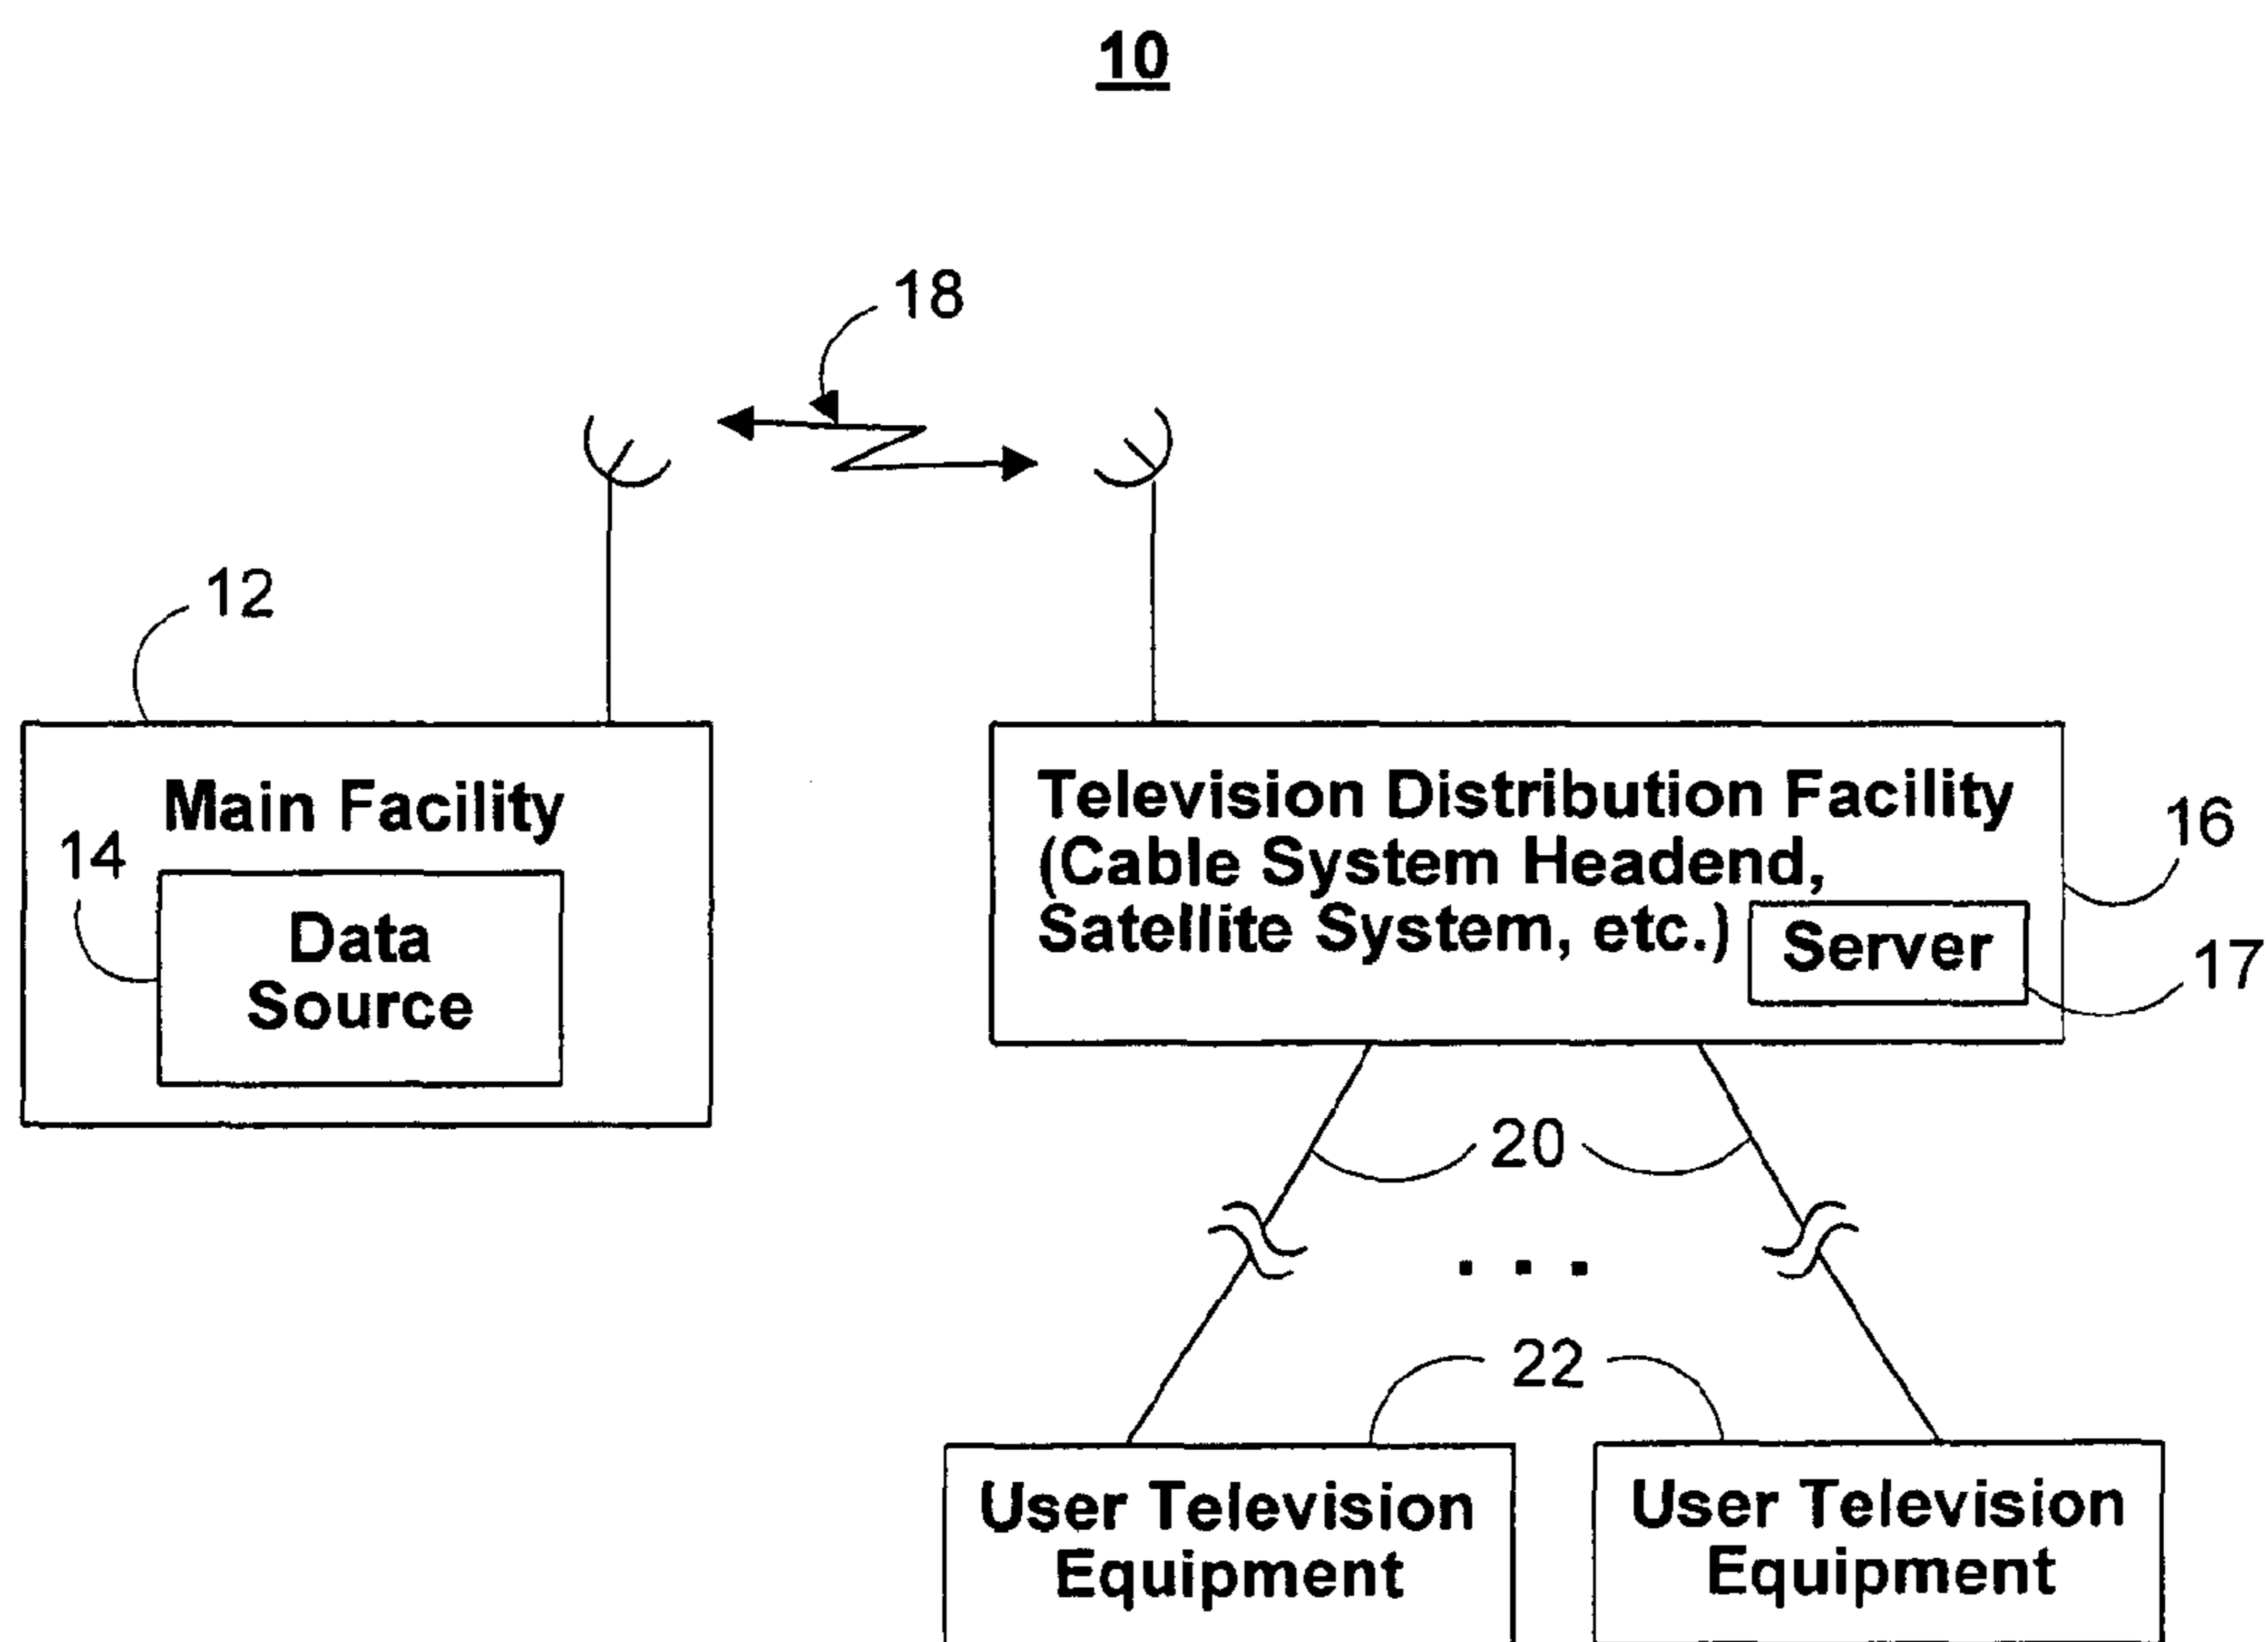 10
18
12
Main Facility
14
Data
Source
Television Distribution Facility
(Cable System Headend,
Satellite System, etc.)
Server
16
17
20
. . .
22
User Television
Equipment
User Television
Equipment